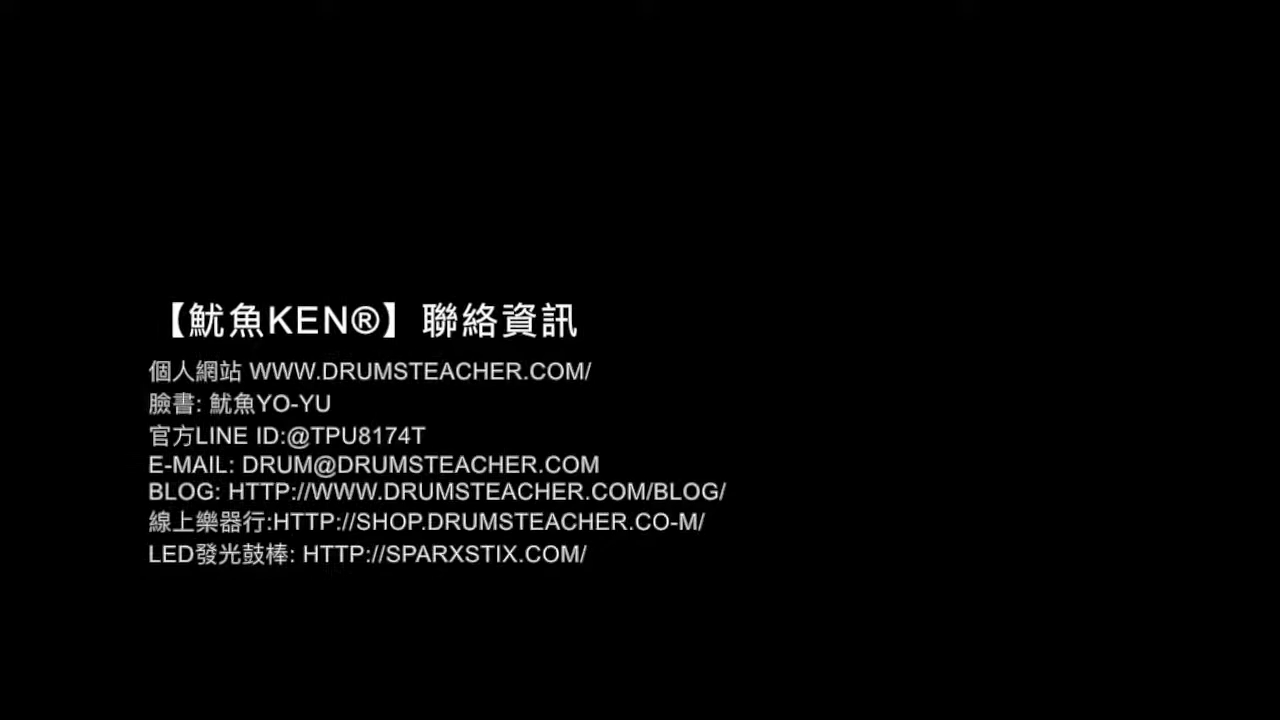 【魷魚KEN®】聯絡資訊
個人網站 WWW.DRUMSTEACHER.COM/
臉書: 魷魚YO-YU
官方LINE ID:@TPU8174T
E-MAIL: DRUM@DRUMSTEACHER.COM
BLOG: HTTP://WWW.DRUMSTEACHER.COM/BLOG/
線上樂器行:HTTP://SHOP.DRUMSTEACHER.CO-M/
LED發光鼓棒: HTTP://SPARXSTIX.COM/